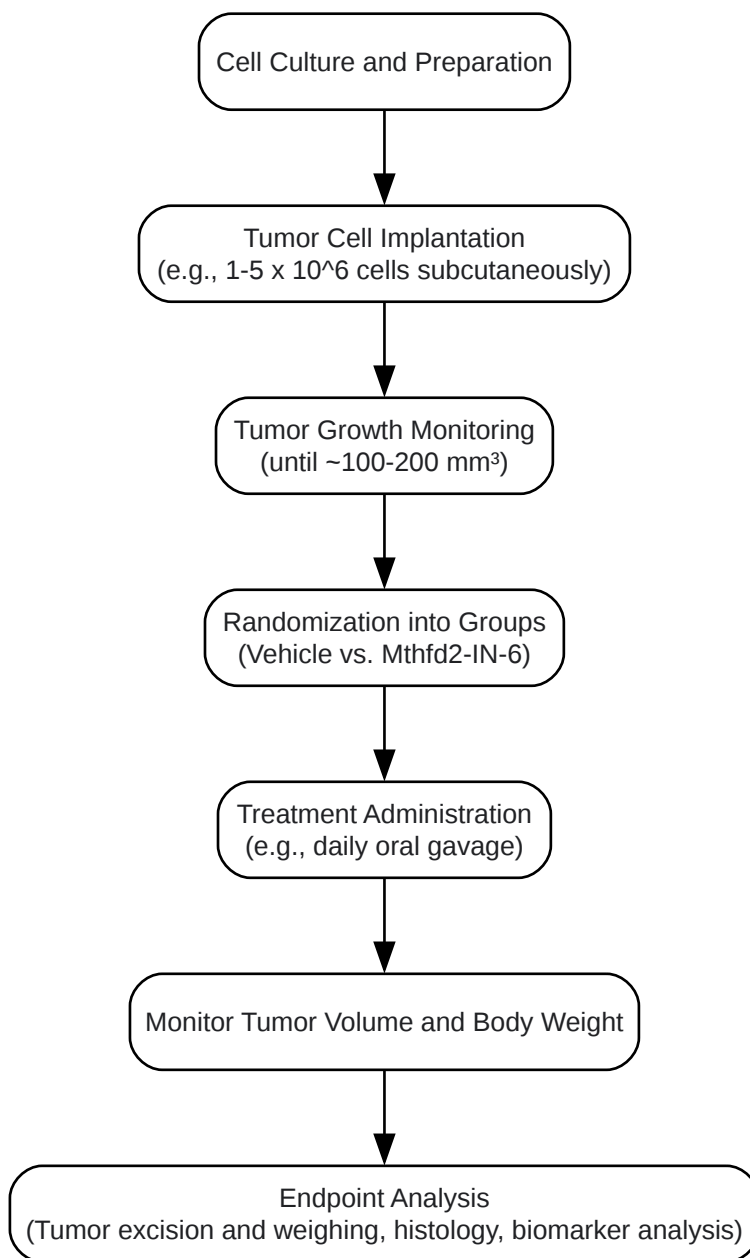 Cell Culture and Preparation
Tumor Cell Implantation
(e.g., 1-5 x 10^6 cells subcutaneously)
Tumor Growth Monitoring
(until ~100-200 mm³)
Randomization into Groups
(Vehicle vs. Mthfd2-IN-6)
Treatment Administration
(e.g., daily oral gavage)
Monitor Tumor Volume and Body Weight
Endpoint Analysis
(Tumor excision and weighing, histology, biomarker analysis)